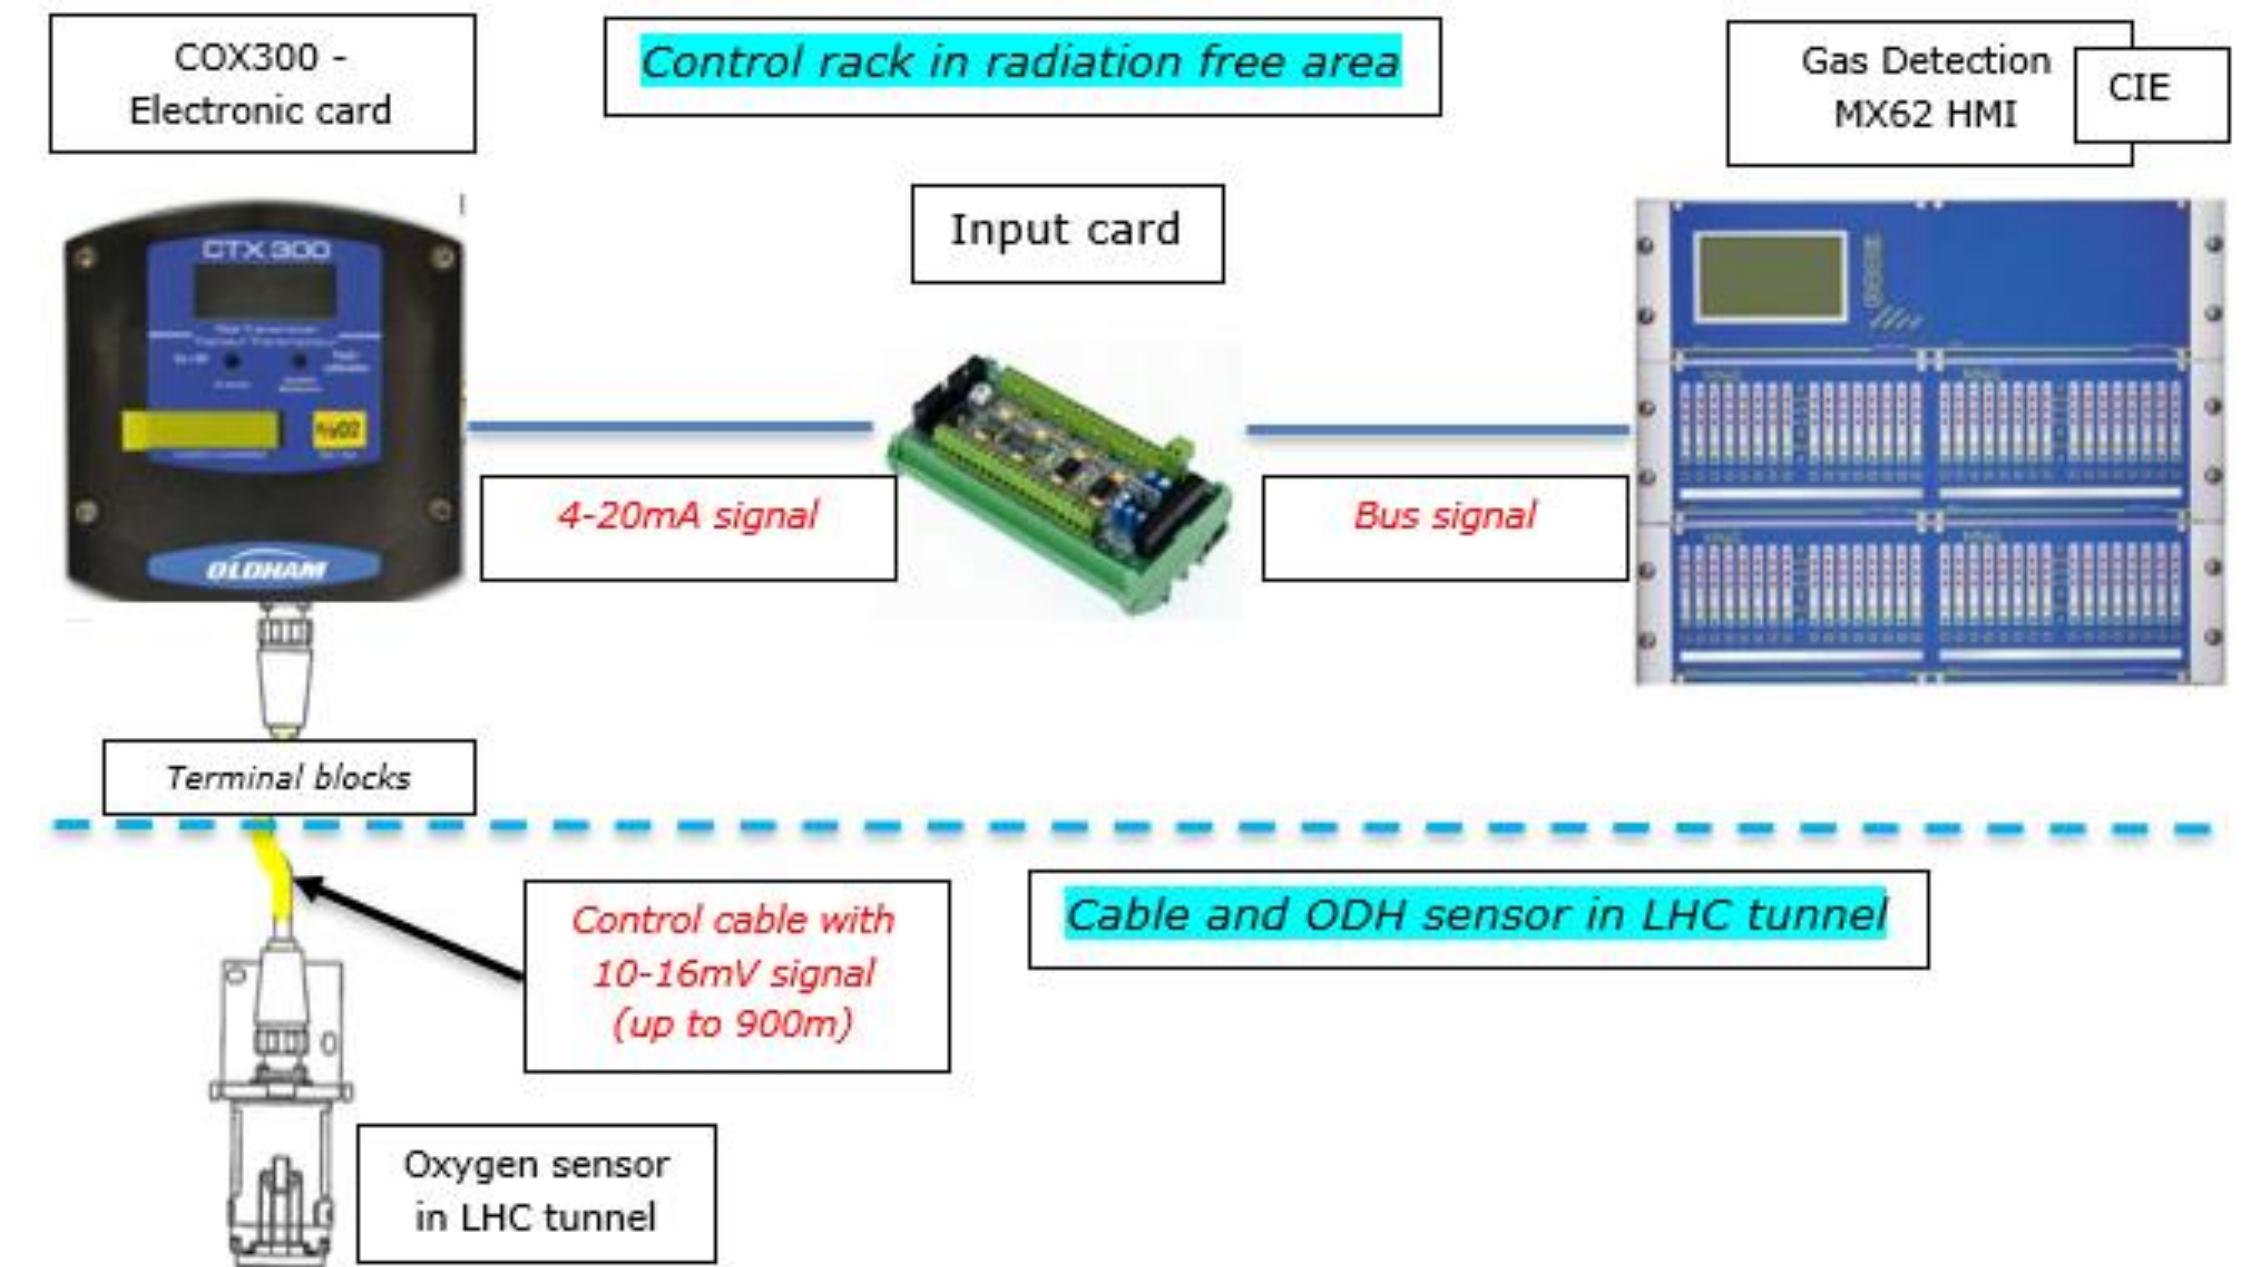 COX300 -
Electronic card
Control rack in radiation free area
Gas Detection
MX62 HMI
CIE
Input card
CTX 300
%O2
OLDHAM
4-20mA signal
Bus signal
Terminal blocks
Control cable with
10-16mV signal
(up to 900m)
Cable and ODH sensor in LHC tunnel
Oxygen sensor
in LHC tunnel